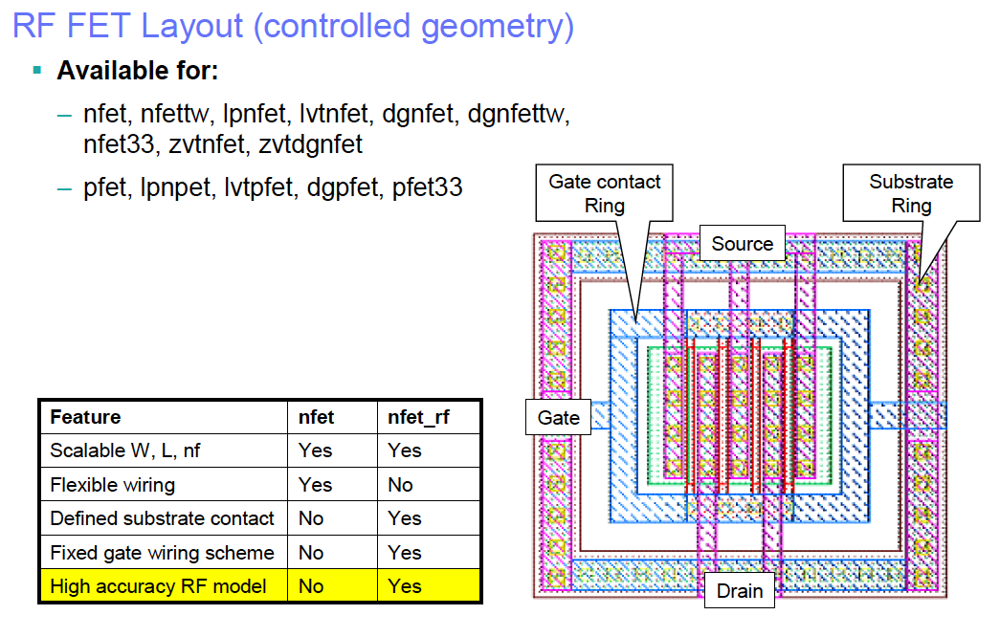 RF FET Layout (controlled geometry)
Available for:
– nfet, nfettw, lpnfet, lvtnfet, dgnfet, dgnfettw,
nfet33, zvtnfet, zvtdgnfet
– pfet, lpnpet, lvtpfet, dgpfet, pfet33
Gate contact
Ring
Substrate
Ring
Source
Gate
Drain
Feature nfet nfet_rf
Scalable W, L, nf Yes Yes
Flexible wiring Yes No
Defined substrate contact No Yes
Fixed gate wiring scheme No Yes
High accuracy RF model No Yes